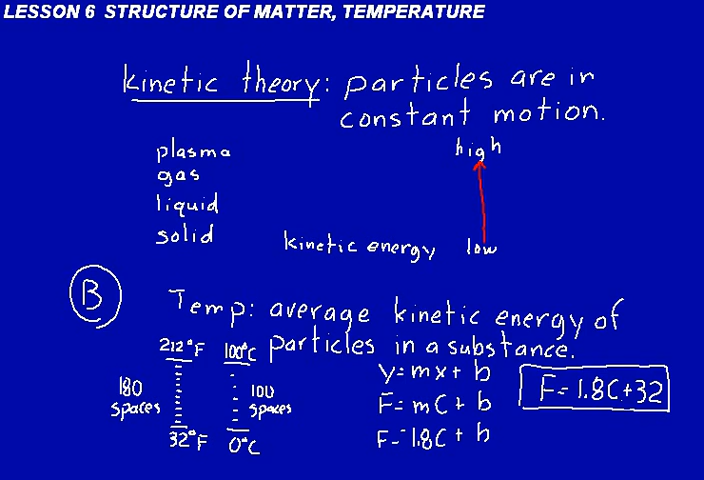 LESSON 6 STRUCTURE OF MATTER, TEMPERATURE
kinetic theory: particles are in
constant motion.
plasma
gas
liquid
solid
high
kinetic energy low
B
Temp: average kinetic energy of
particles in a substance.
212°F 100°C
180
spaces
100
spaces
32°F 0°C
y=mx+b
F=mC+b
F=1.8C+b
F=1.8C+32